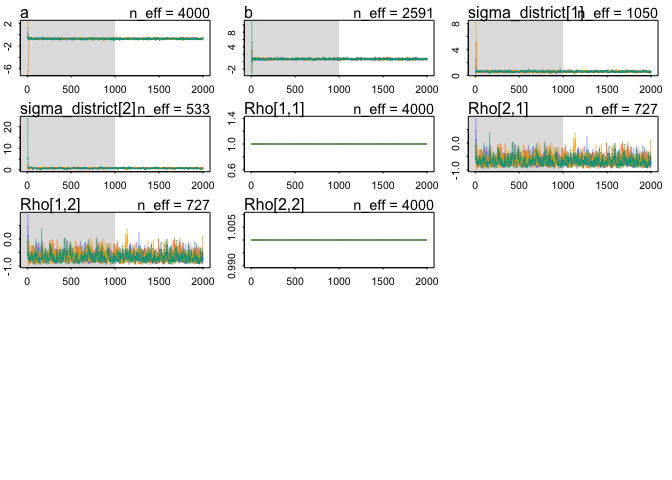 a n_eff = 4000
b n_eff = 2591
sigma_district[1] n_eff = 1050
2
-2
-6
0 500 1000 1500 2000
8
4
-2
0 500 1000 1500 2000
8
4
0
0 500 1000 1500 2000
sigma_district[2] n_eff = 533
Rho[1,1] n_eff = 4000
Rho[2,1] n_eff = 727
20
10
0
0 500 1000 1500 2000
1.4
1.0
0.6
0 500 1000 1500 2000
0.0
-1.0
0 500 1000 1500 2000
Rho[1,2] n_eff = 727
Rho[2,2] n_eff = 4000
0.0
-1.0
0 500 1000 1500 2000
1.005
0.990
0 500 1000 1500 2000